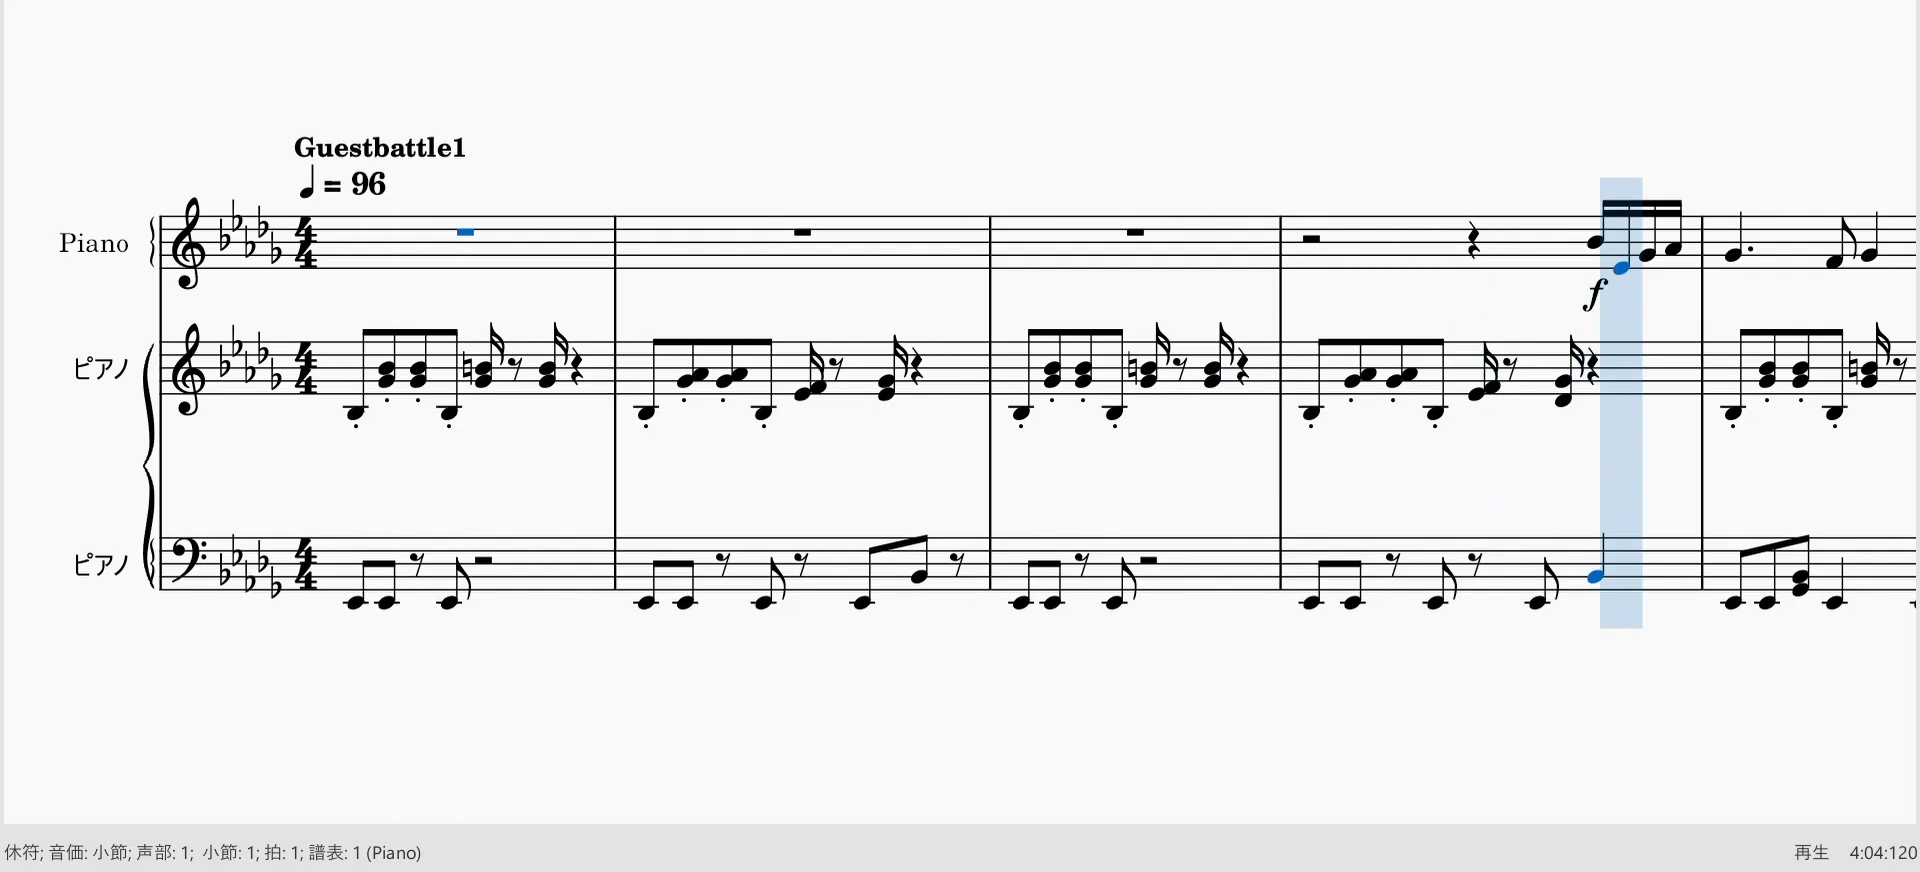 Guestbattle1
♩ = 96
Piano
ピアノ
ピアノ
f
休符; 音価: 小節; 声部: 1; 小節: 1; 拍: 1; 譜表: 1 (Piano)
再生 4:04:120